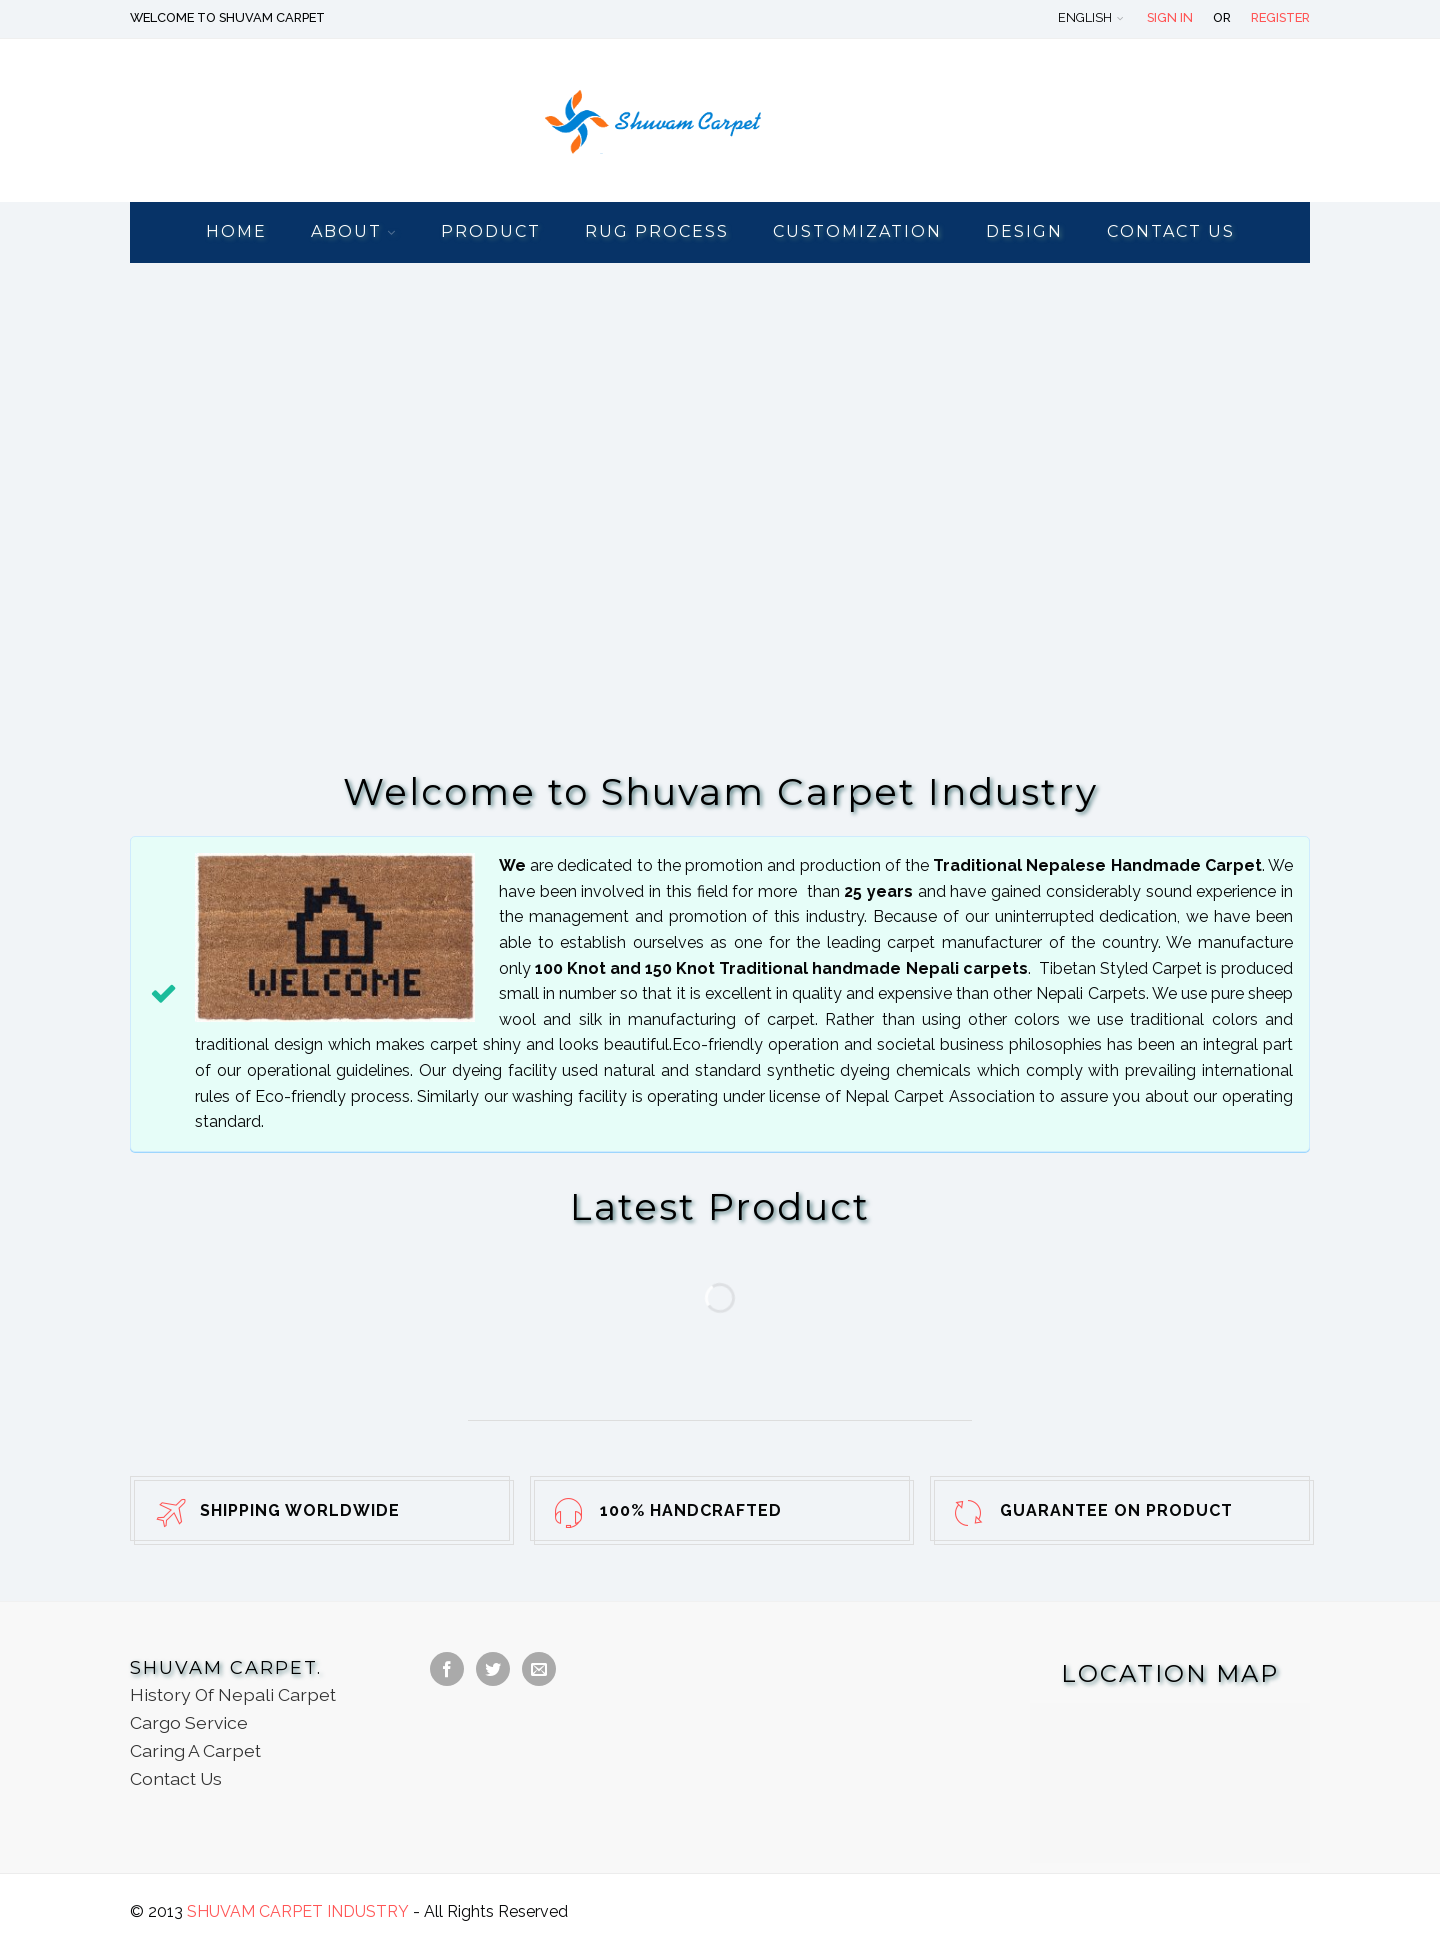 WELCOME TO SHUVAM CARPET
ENGLISH SIGN IN OR REGISTER
Shuvam Carpet
HOME ABOUT PRODUCT RUG PROCESS CUSTOMIZATION DESIGN CONTACT US
Welcome to Shuvam Carpet Industry
WELCOME
We are dedicated to the promotion and production of the Traditional Nepalese Handmade Carpet. We
have been involved in this field for more  than 25 years and have gained considerably sound experience in
the management and promotion of this industry. Because of our uninterrupted dedication, we have been
able to establish ourselves as one for the leading carpet manufacturer of the country. We manufacture
only 100 Knot and 150 Knot Traditional handmade Nepali carpets.  Tibetan Styled Carpet is produced
small in number so that it is excellent in quality and expensive than other Nepali Carpets. We use pure sheep
wool and silk in manufacturing of carpet. Rather than using other colors we use traditional colors and
traditional design which makes carpet shiny and looks beautiful.Eco-friendly operation and societal business philosophies has been an integral part
of our operational guidelines. Our dyeing facility used natural and standard synthetic dyeing chemicals which comply with prevailing international
rules of Eco-friendly process. Similarly our washing facility is operating under license of Nepal Carpet Association to assure you about our operating
standard.
Latest Product
SHIPPING WORLDWIDE
100% HANDCRAFTED
GUARANTEE ON PRODUCT
SHUVAM CARPET.
History Of Nepali Carpet
Cargo Service
Caring A Carpet
Contact Us
LOCATION MAP
© 2013 SHUVAM CARPET INDUSTRY - All Rights Reserved